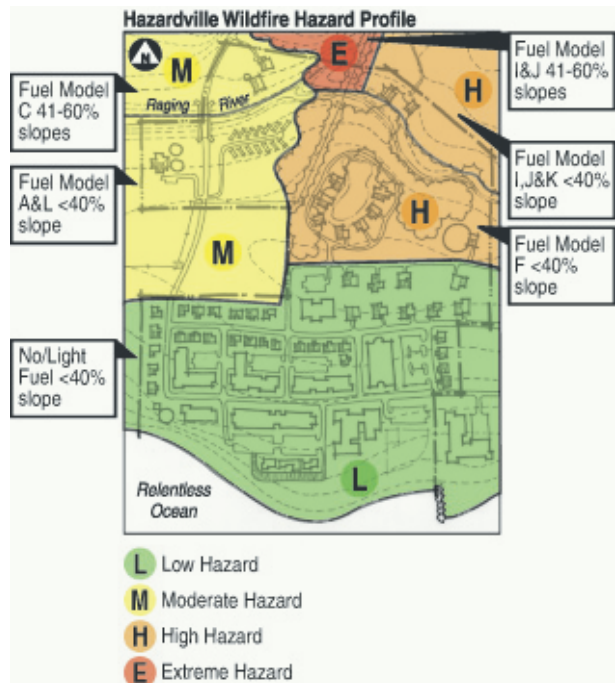 Hazardville Wildfire Hazard Profile
N
E
M
H
Fuel Model
I&J 41-60%
slopes
Fuel Model
C 41-60%
slopes
Raging River
Fuel Model
I,J&K <40%
slope
Fuel Model
A&L <40%
slope
H
M
Fuel Model
F <40%
slope
No/Light
Fuel <40%
slope
L
Relentless
Ocean
L Low Hazard
M Moderate Hazard
H High Hazard
E Extreme Hazard